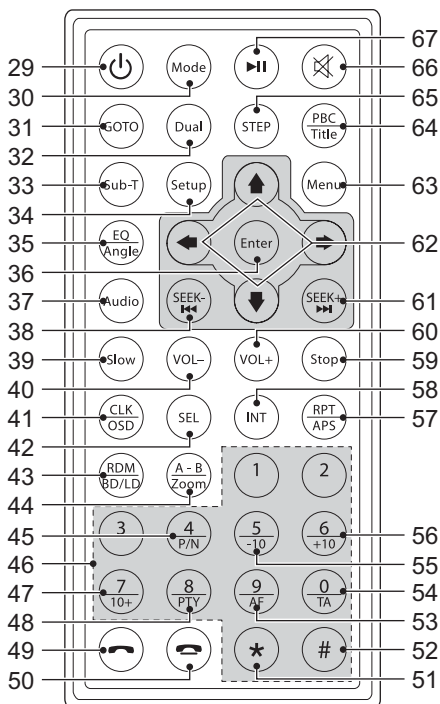 67
29 66
Mode
30 65
31 GOTO Dual STEP PBC
Title 64
32
33 Sub-T Setup Menu 63
34
35 EQ
Angle Enter 62
36
37 Audio SEEK- SEEK+ 61
38 60
39 Slow VOL– VOL+ Stop 59
40 58
41 CLK
OSD SEL INT RPT
APS 57
42
43 RDM
BD/LD A - B
Zoom 1 2
44
45 3 4
P/N 5
-10 6
+10 56
46 55
47 7
10+ 8
PTY 9
AF 0
TA 54
48 53
49 * # 52
50 51